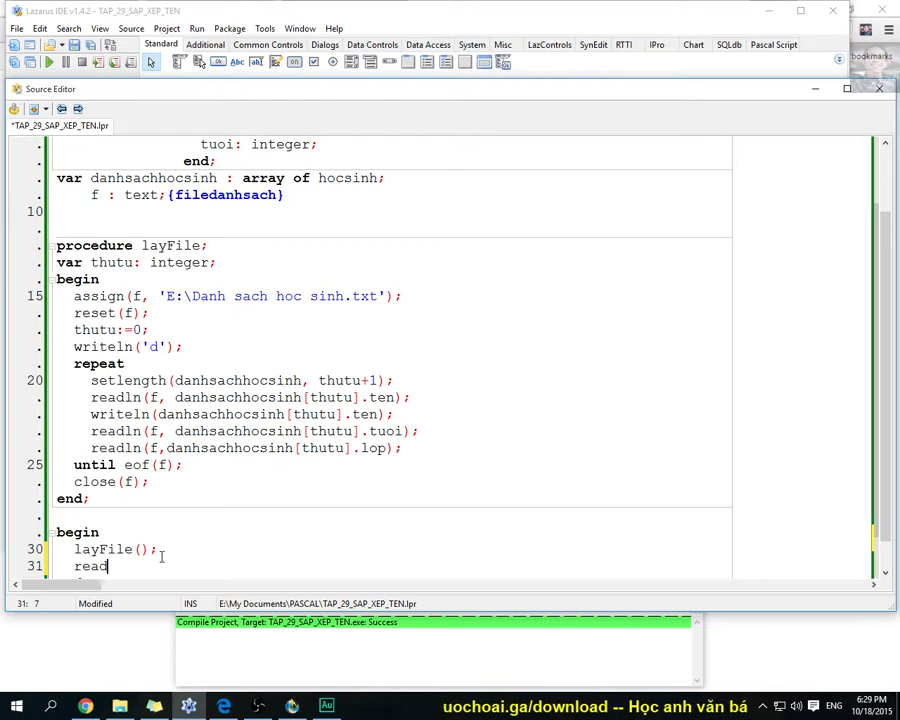 Lazarus IDE v1.4.2 - TAP_29_SAP_XEP_TEN
File Edit Search View Source Project Run Package Tools Window Help
Standard Additional Common Controls Dialogs Data Controls Data Access System Misc LazControls SynEdit RTTI IPro Chart SQLdb Pascal Script
bookmarks
Source Editor
*TAP_29_SAP_XEP_TEN.lpr
tuoi: integer;
end;
var danhsachhocsinh : array of hocsinh;
f : text;{filedanhsach}
10
procedure layFile;
var thutu: integer;
begin
15 assign(f, 'E:\Danh sach hoc sinh.txt');
reset(f);
thutu:=0;
writeln('d');
repeat
20 setlength(danhsachhocsinh, thutu+1);
readln(f, danhsachhocsinh[thutu].ten);
writeln(danhsachhocsinh[thutu].ten);
readln(f, danhsachhocsinh[thutu].tuoi);
readln(f,danhsachhocsinh[thutu].lop);
25 until eof(f);
close(f);
end;
begin
30 layFile();
31 read
31: 7 Modified INS E:\My Documents\PASCAL\TAP_29_SAP_XEP_TEN.lpr
Compile Project, Target: TAP_29_SAP_XEP_TEN.exe: Success
uochoai.ga/download -- Học anh văn bá
ENG
6:29 PM
10/18/2015